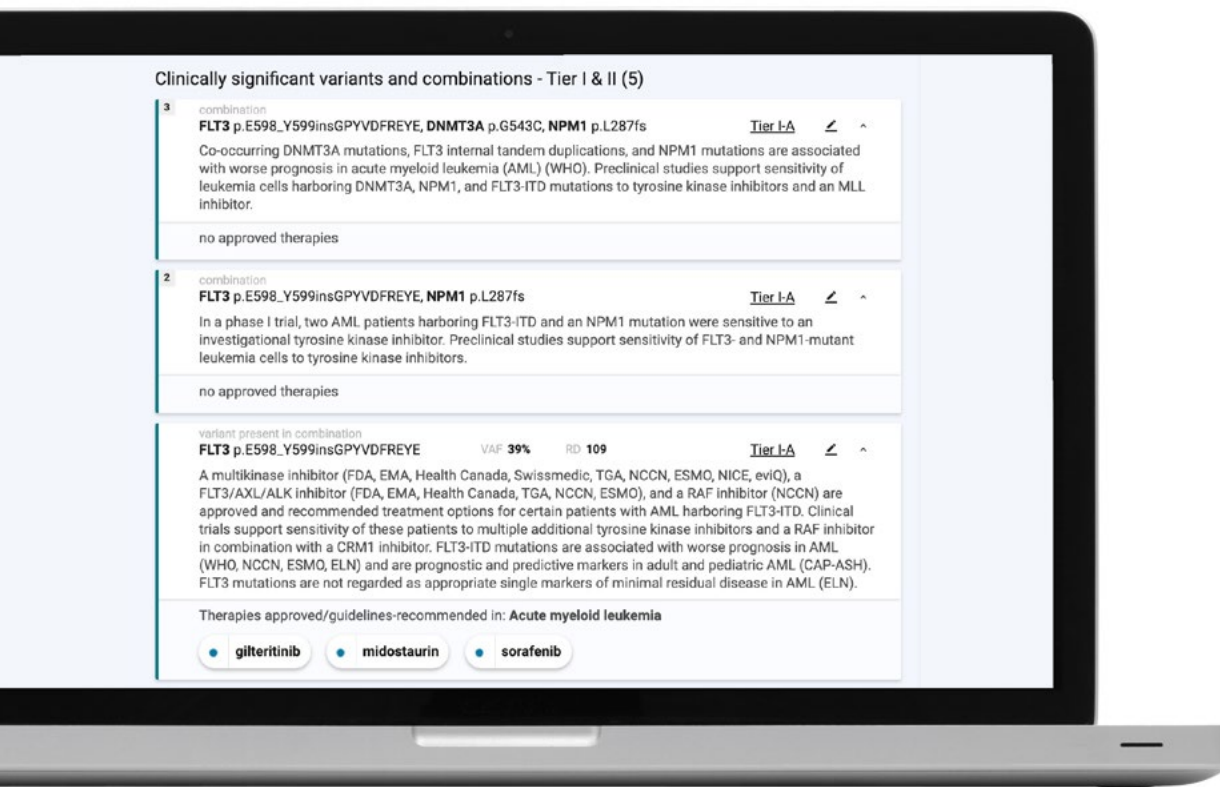 Clinically significant variants and combinations - Tier I & II (5)
3
combination
FLT3 p.E598_Y599insGPYVDFREYE, DNMT3A p.G543C, NPM1 p.L287fs Tier I-A
Co-occurring DNMT3A mutations, FLT3 internal tandem duplications, and NPM1 mutations are associated
with worse prognosis in acute myeloid leukemia (AML) (WHO). Preclinical studies support sensitivity of
leukemia cells harboring DNMT3A, NPM1, and FLT3-ITD mutations to tyrosine kinase inhibitors and an MLL
inhibitor.
no approved therapies
2
combination
FLT3 p.E598_Y599insGPYVDFREYE, NPM1 p.L287fs Tier I-A
In a phase I trial, two AML patients harboring FLT3-ITD and an NPM1 mutation were sensitive to an
investigational tyrosine kinase inhibitor. Preclinical studies support sensitivity of FLT3- and NPM1-mutant
leukemia cells to tyrosine kinase inhibitors.
no approved therapies
variant present in combination
FLT3 p.E598_Y599insGPYVDFREYE VAF 39% RD 109 Tier I-A
A multikinase inhibitor (FDA, EMA, Health Canada, Swissmedic, TGA, NCCN, ESMO, NICE, eviQ), a
FLT3/AXL/ALK inhibitor (FDA, EMA, Health Canada, TGA, NCCN, ESMO), and a RAF inhibitor (NCCN) are
approved and recommended treatment options for certain patients with AML harboring FLT3-ITD. Clinical
trials support sensitivity of these patients to multiple additional tyrosine kinase inhibitors and a RAF inhibitor
in combination with a CRM1 inhibitor. FLT3-ITD mutations are associated with worse prognosis in AML
(WHO, NCCN, ESMO, ELN) and are prognostic and predictive markers in adult and pediatric AML (CAP-ASH).
FLT3 mutations are not regarded as appropriate single markers of minimal residual disease in AML (ELN).
Therapies approved/guidelines-recommended in: Acute myeloid leukemia
gilteritinib midostaurin sorafenib